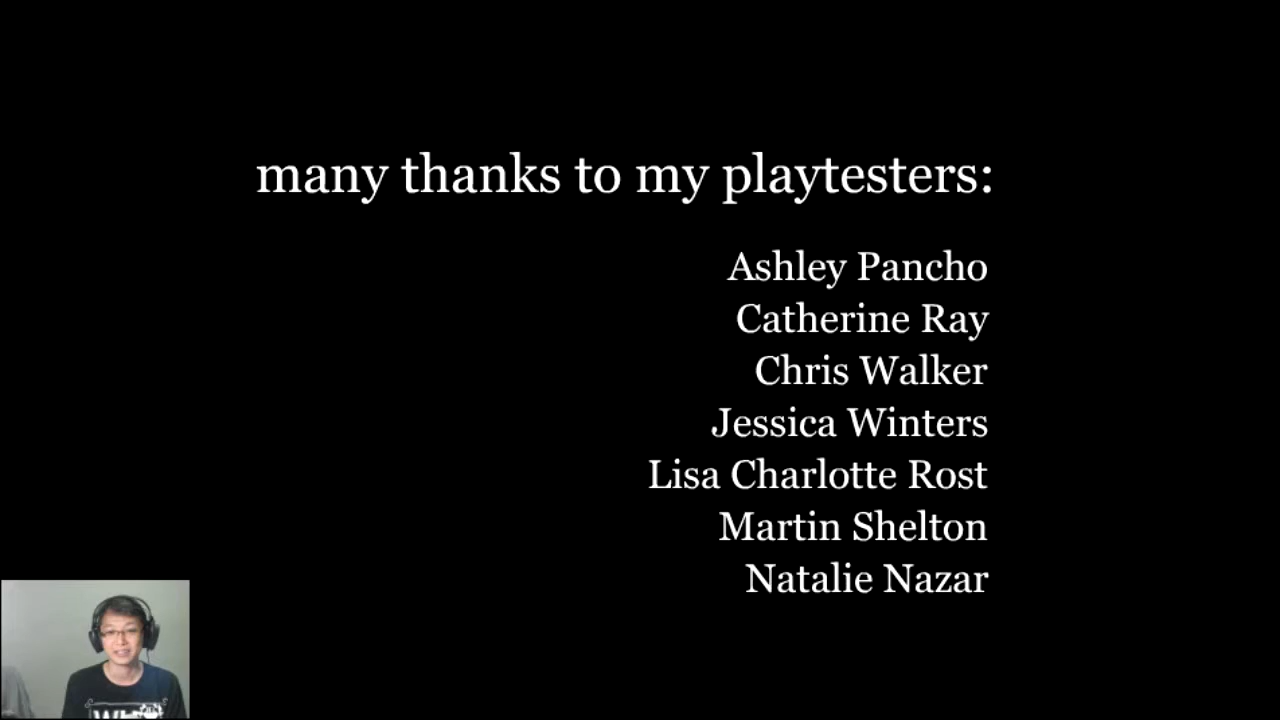 many thanks to my playtesters:
Ashley Pancho
Catherine Ray
Chris Walker
Jessica Winters
Lisa Charlotte Rost
Martin Shelton
Natalie Nazar